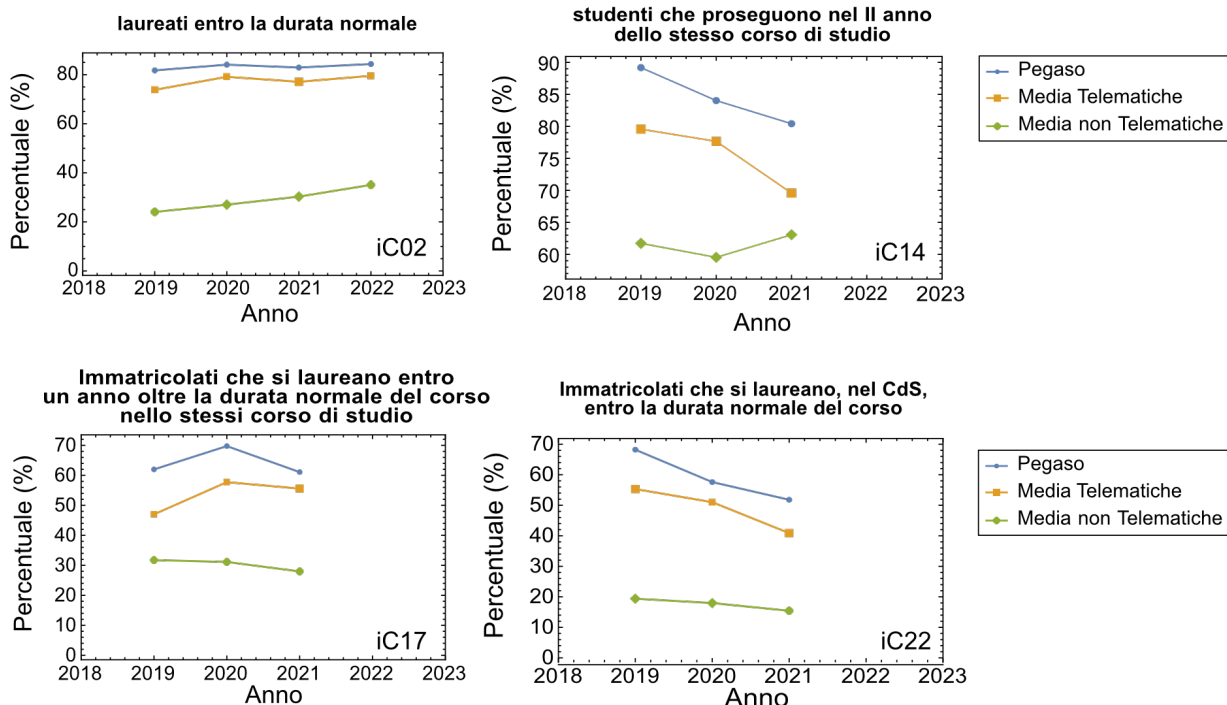 laureati entro la durata normale
Percentuale (%)
80
60
40
20
0
iC02
2018 2019 2020 2021 2022 2023
Anno
studenti che proseguono nel II anno
dello stesso corso di studio
Percentuale (%)
90
85
80
75
70
65
60
iC14
2018 2019 2020 2021 2022 2023
Anno
Pegaso
Media Telematiche
Media non Telematiche
Immatricolati che si laureano entro
un anno oltre la durata normale del corso
nello stessi corso di studio
Percentuale (%)
70
60
50
40
30
20
10
0
iC17
2018 2019 2020 2021 2022 2023
Anno
Immatricolati che si laureano, nel CdS,
entro la durata normale del corso
Percentuale (%)
70
60
50
40
30
20
10
0
iC22
2018 2019 2020 2021 2022 2023
Anno
Pegaso
Media Telematiche
Media non Telematiche